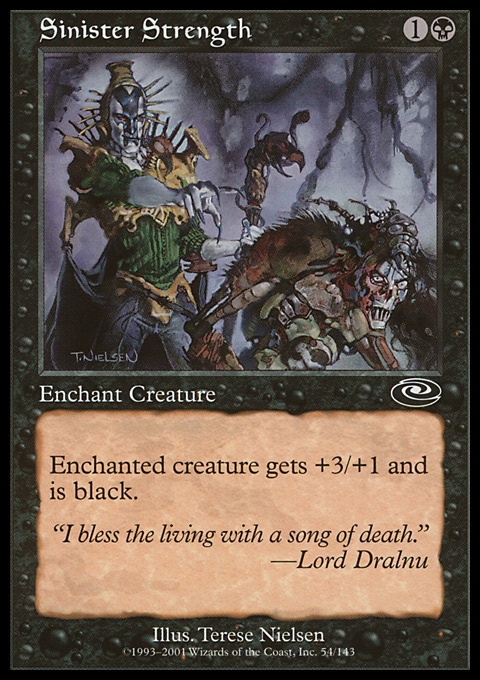 Sinister Strength
1
T.NIELSEN
Enchant Creature
Enchanted creature gets +3/+1 and
is black.
“I bless the living with a song of death.”
—Lord Dralnu
Illus. Terese Nielsen
©1993–2001 Wizards of the Coast, Inc. 54/143